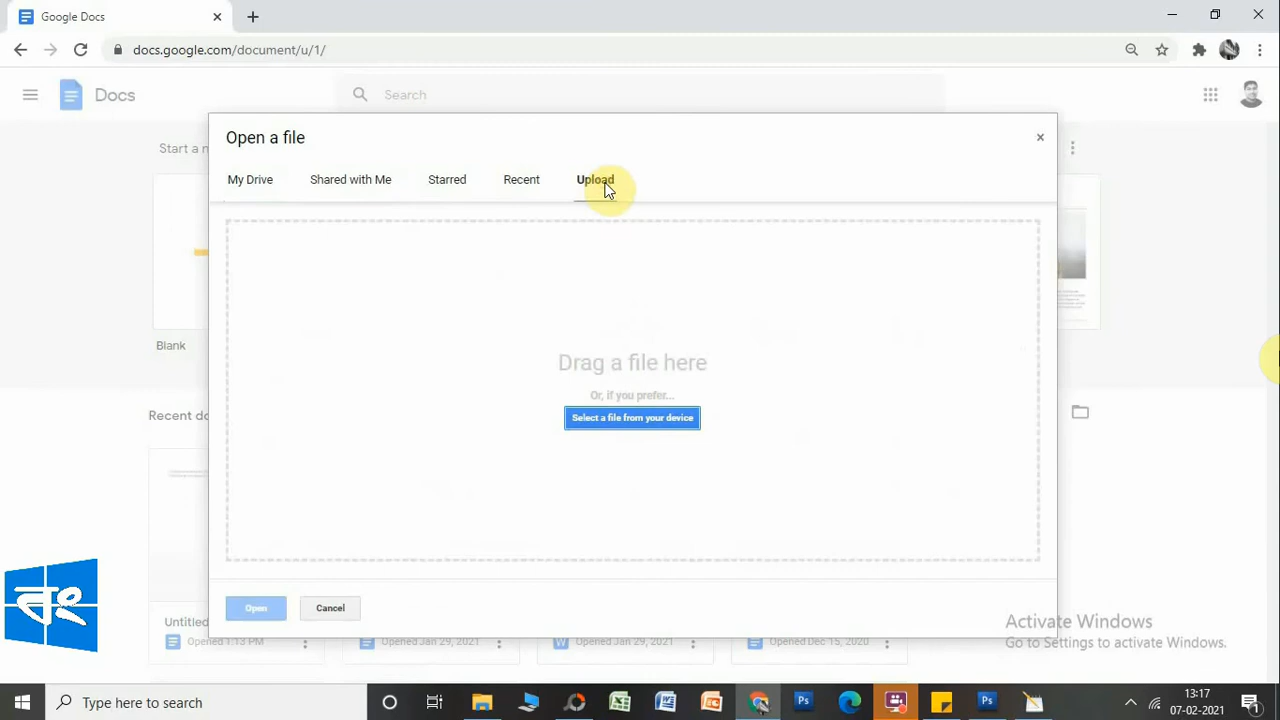 Google Docs
docs.google.com/document/u/1/
Docs
Search
Start a n
Open a file
My Drive
Shared with Me
Starred
Recent
Upload
Drag a file here
Or, if you prefer...
Select a file from your device
Blank
Recent do
Open
Cancel
Untitled
Opened 1:13 PM
Opened Jan 29, 2021
Opened Jan 29, 2021
Opened Dec 15, 2020
Activate Windows
Go to Settings to activate Windows.
Type here to search
13:17
07-02-2021